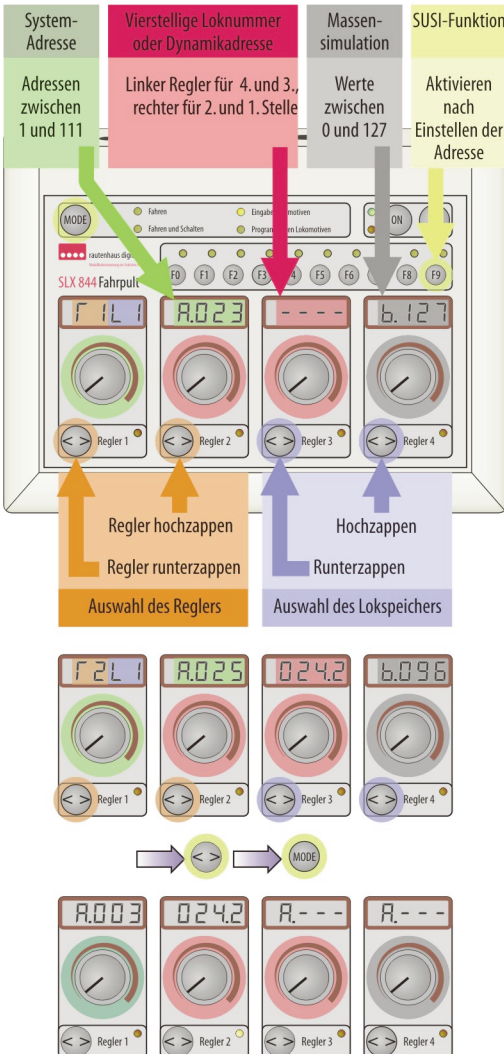 System-
Adresse
Adressen
zwischen
1 und 111
Vierstellige Loknummer
oder Dynamikadresse
Linker Regler für 4. und 3.,
rechter für 2. und 1. Stelle
Massen-
simulation
Werte
zwischen
0 und 127
SUSI-Funktion
Aktivieren
nach
Einstellen der
Adresse
MODE
Fahren
Fahren und Schalten
ON
rautenhaus
SLX 844 Fahrpult
F0 F1 F2 F3 F5 F6 F8 F9
r1L1 A.023 ---- b.127
< > Regler 1 < > Regler 2 < > Regler 3 < > Regler 4
Regler hochzappen
Regler runterzappen
Auswahl des Reglers
Hochzappen
Runterzappen
Auswahl des Lokspeichers
r2L1 A.025 024.2 b.096
< > Regler 1 < > Regler 2 < > Regler 3 < > Regler 4
< > MODE
A.003 024.2 A.--- A.---
< > Regler 1 < > Regler 2 < > Regler 3 < > Regler 4